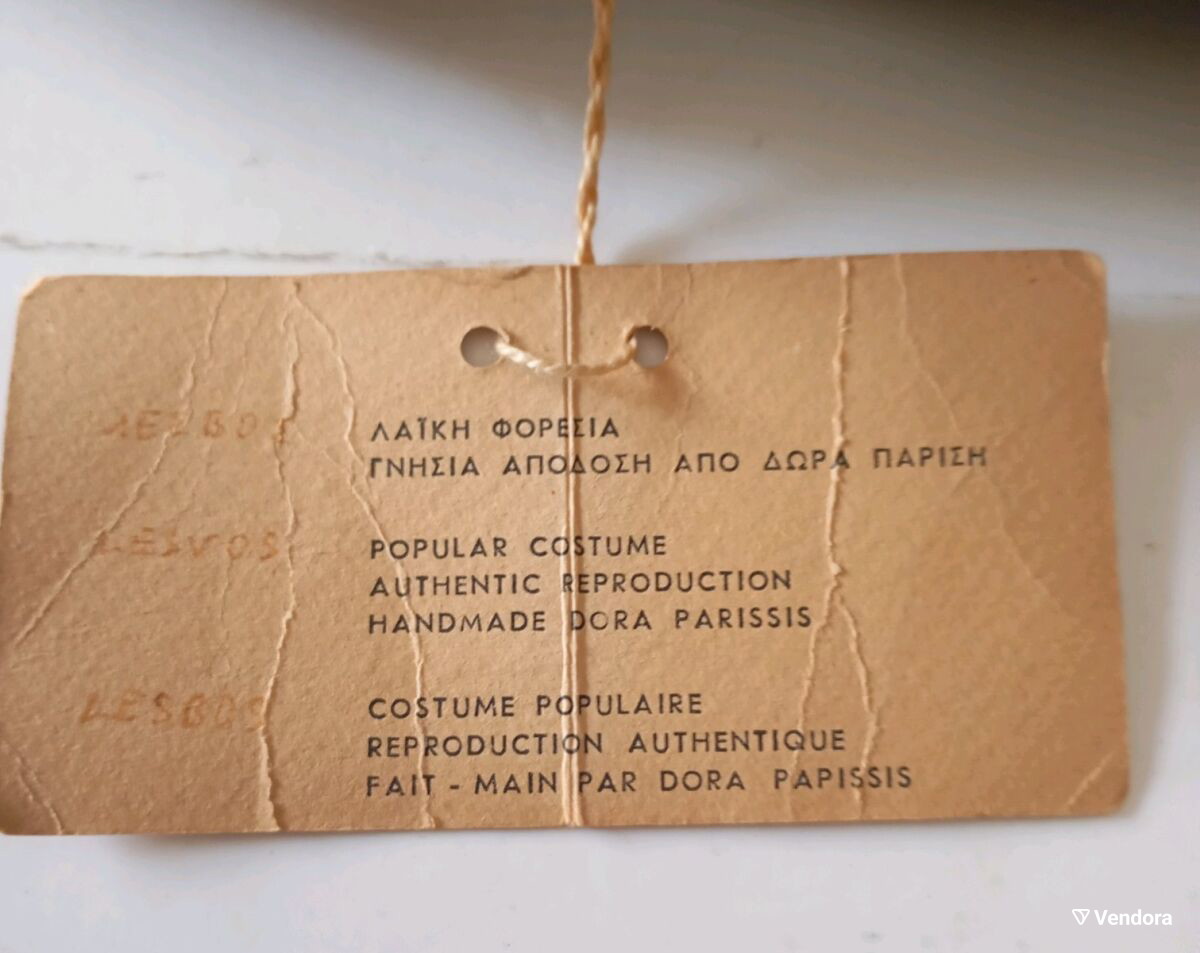 ΛΑΪΚΗ ΦΟΡΕΣΙΑ
ΓΝΗΣΙΑ ΑΠΟΔΟΣΗ ΑΠΟ ΔΩΡΑ ΠΑΡΙΣΗ
LESVOS
POPULAR COSTUME
AUTHENTIC REPRODUCTION
HANDMADE DORA PARISSIS
LESBOS
COSTUME POPULAIRE
REPRODUCTION AUTHENTIQUE
FAIT - MAIN PAR DORA PAPISSIS
Vendora